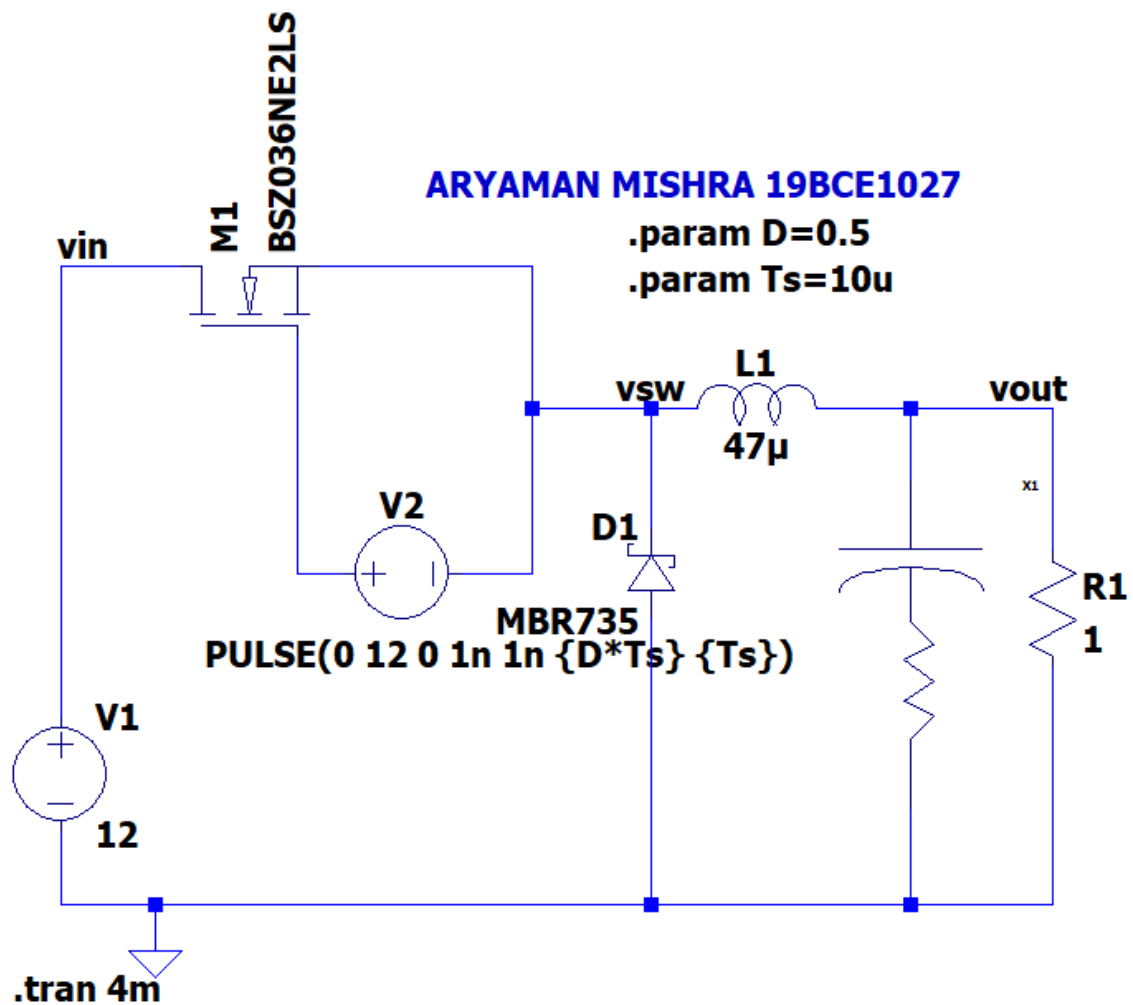 BSZ036NE2LS
M1
ARYAMAN MISHRA 19BCE1027
.param D=0.5
.param Ts=10u
vin
L1
vsw
vout
47µ
X1
V2
D1
MBR735
R1
1
PULSE(0 12 0 1n 1n {D*Ts} {Ts})
V1
12
.tran 4m